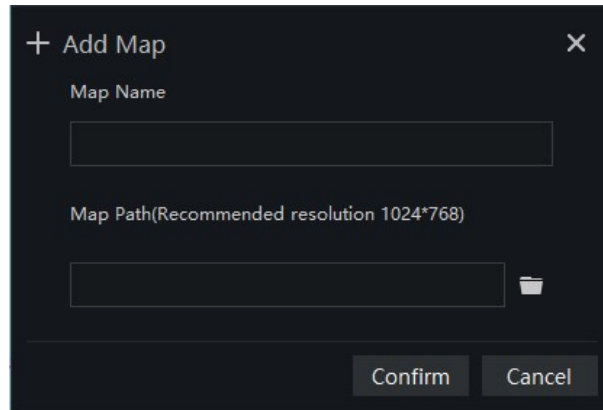 Add Map
Map Name
Map Path(Recommended resolution 1024*768)
Confirm Cancel